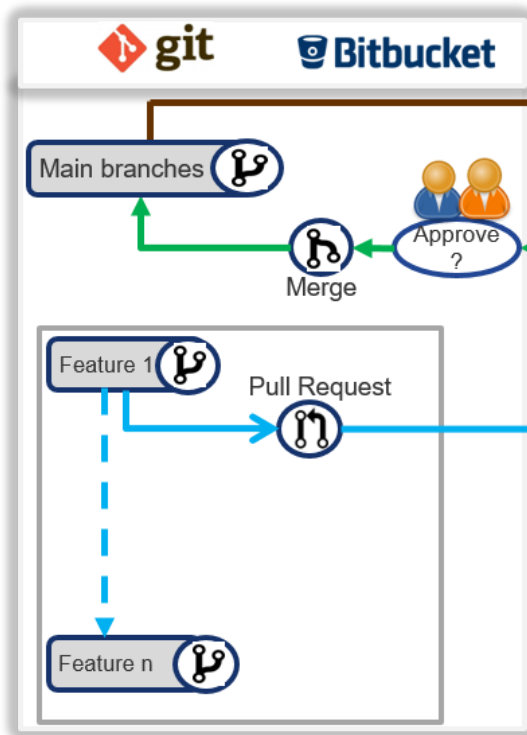 git Bitbucket
Main branches
Approve
?
Merge
Feature 1
Pull Request
Feature n